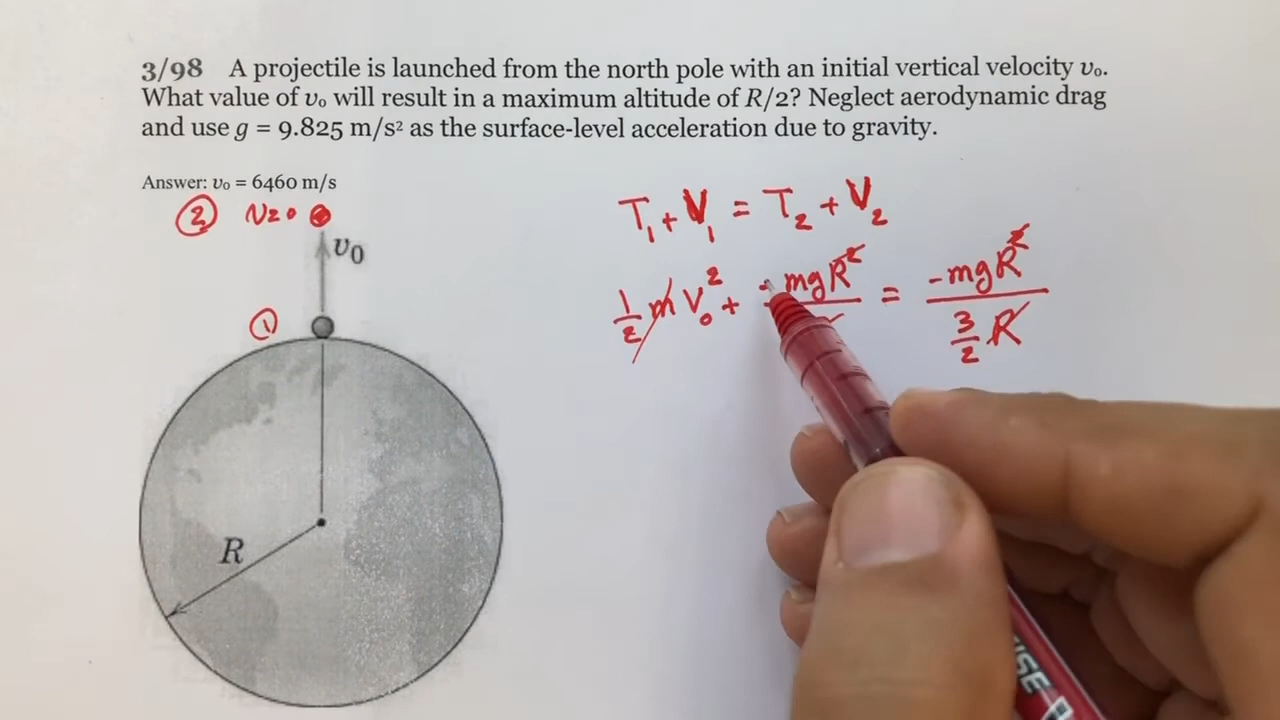 3/98 A projectile is launched from the north pole with an initial vertical velocity v₀.
What value of v₀ will result in a maximum altitude of R/2? Neglect aerodynamic drag
and use g = 9.825 m/s² as the surface-level acceleration due to gravity.
Answer: v₀ = 6460 m/s
② V=0
v₀
①
R
T₁ + V₁ = T₂ + V₂
1/2 m V₀² + -mgR² = -mgR²
3/2 R